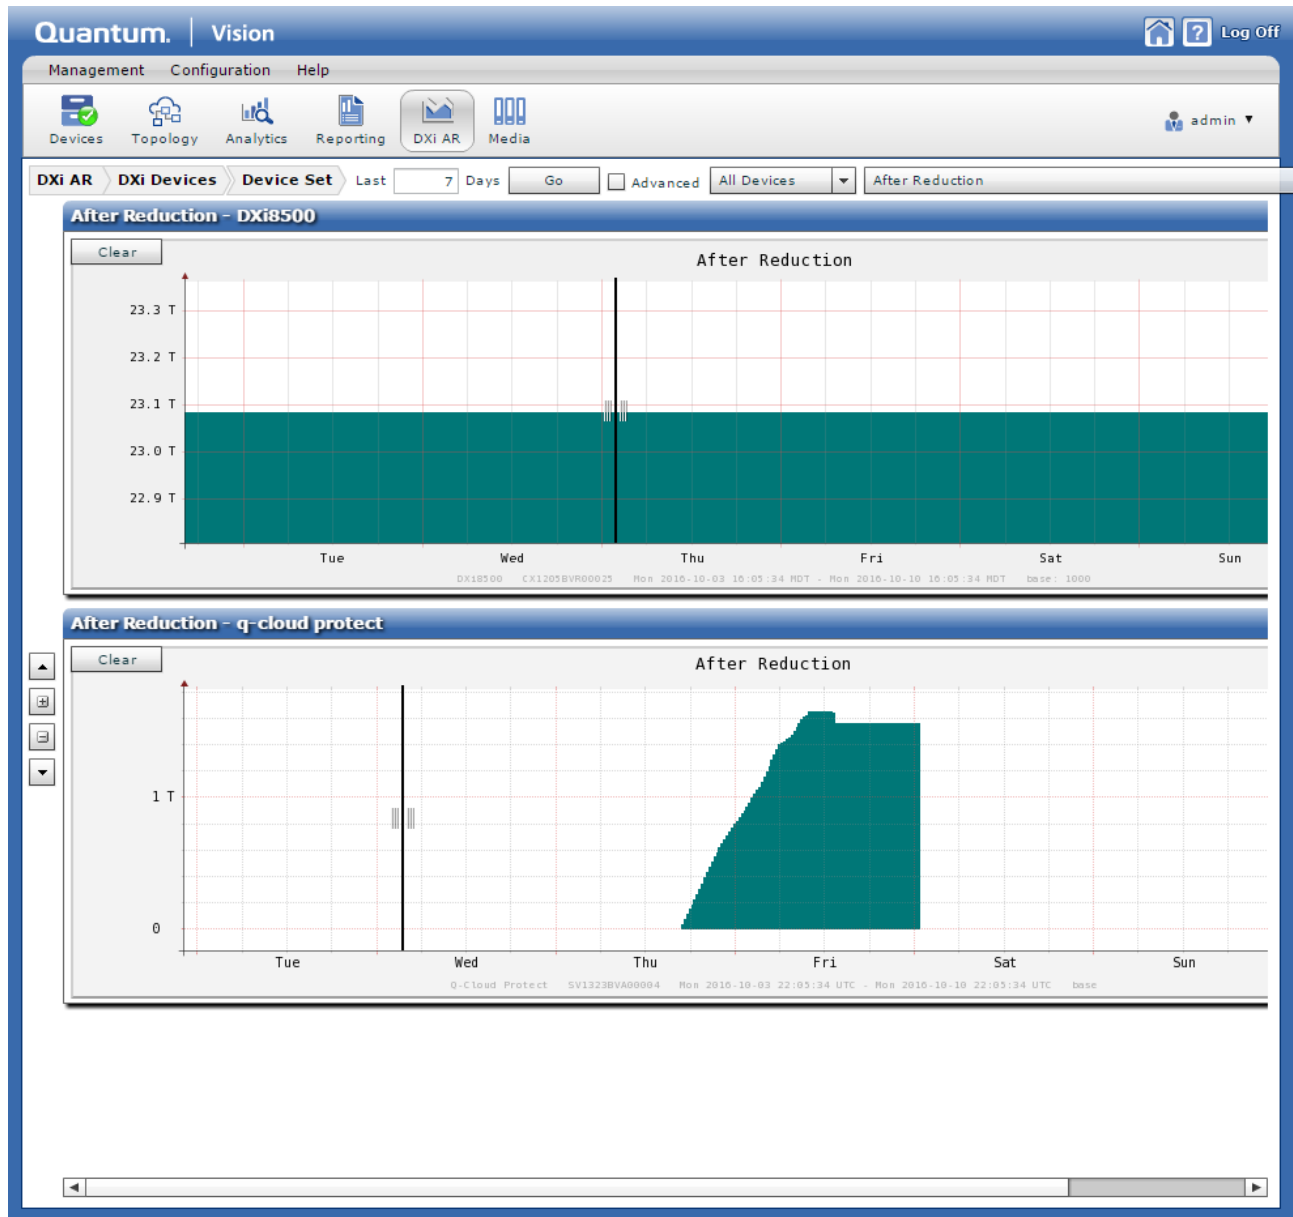 Quantum. | Vision
Log Off
Management Configuration Help
Devices Topology Analytics Reporting DXi AR Media
admin
DXi AR DXi Devices Device Set Last 7 Days Go Advanced All Devices After Reduction
After Reduction - DXi8500
Clear
After Reduction
23.3 T
23.2 T
23.1 T
23.0 T
22.9 T
Tue Wed Thu Fri Sat Sun
DXi8500 CX1205BVR00025 Mon 2016-10-03 16:05:34 MDT - Mon 2016-10-10 16:05:34 MDT base: 1000
After Reduction - q-cloud protect
Clear
After Reduction
1 T
0
Tue Wed Thu Fri Sat Sun
Q-Cloud Protect SV1323BVA00004 Mon 2016-10-03 22:05:34 UTC - Mon 2016-10-10 22:05:34 UTC base